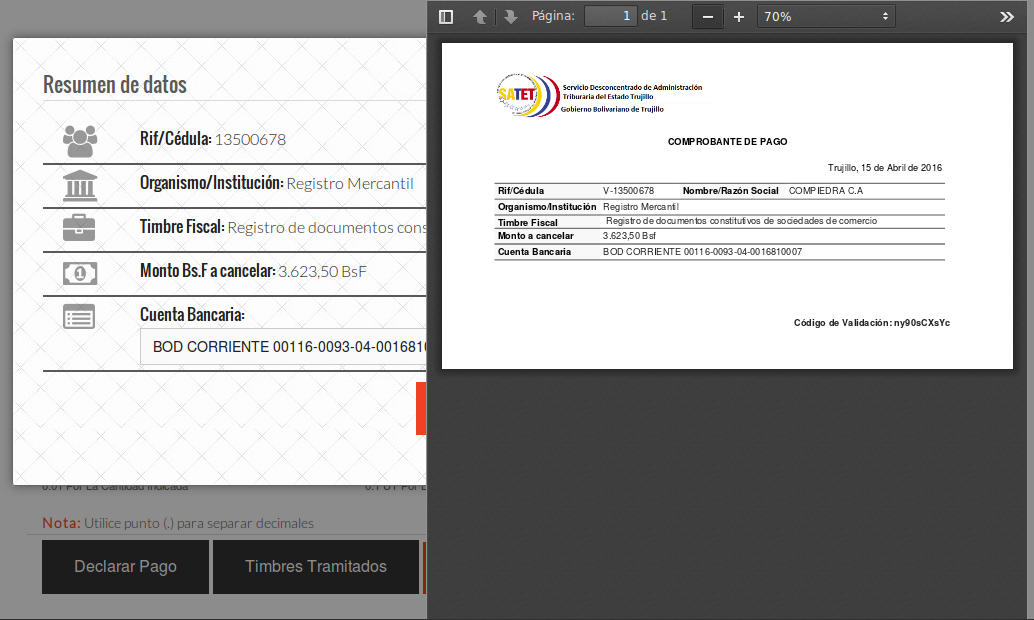 Resumen de datos
Rif/Cédula: 13500678
Organismo/Institución: Registro Mercantil
Timbre Fiscal: Registro de documentos cons
Monto Bs.F a cancelar: 3.623,50 BsF
Cuenta Bancaria:
BOD CORRIENTE 00116-0093-04-001681
0.01 Por La Cantidad Indicada
0.1 UT Por
Nota: Utilice punto (.) para separar decimales
Declarar Pago
Timbres Tramitados
Página: 1 de 1
70%
SATET
Servicio Desconcentrado de Administración
Tributaria del Estado Trujillo
Gobierno Bolivariano de Trujillo
COMPROBANTE DE PAGO
Trujillo, 15 de Abril de 2016
Rif/Cédula V-13500678 Nombre/Razón Social COMPIEDRA C.A
Organismo/Institución Registro Mercantil
Timbre Fiscal Registro de documentos constitutivos de sociedades de comercio
Monto a cancelar 3.623,50 Bsf
Cuenta Bancaria BOD CORRIENTE 00116-0093-04-0016810007
Código de Validación: ny90sCXsYc